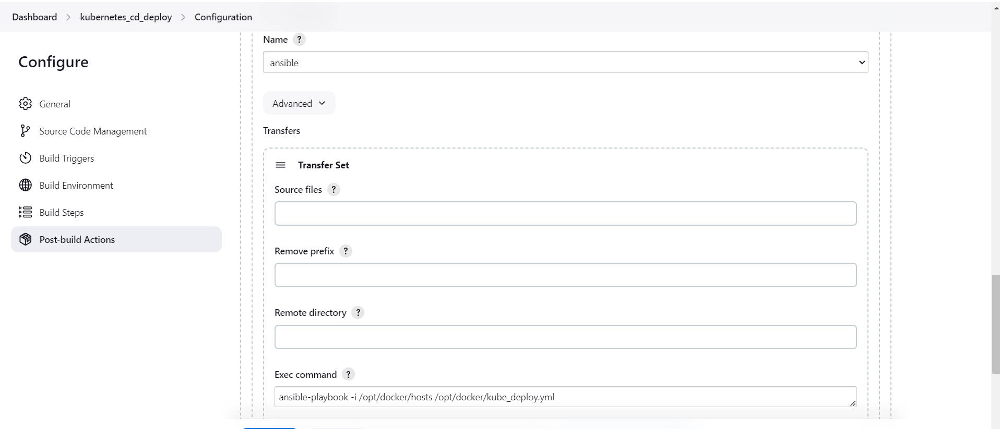 Dashboard > kubernetes_cd_deploy > Configuration
Configure
General
Source Code Management
Build Triggers
Build Environment
Build Steps
Post-build Actions
Name ?
ansible
Advanced
Transfers
Transfer Set
Source files ?
Remove prefix ?
Remote directory ?
Exec command ?
ansible-playbook -i /opt/docker/hosts /opt/docker/kube_deploy.yml